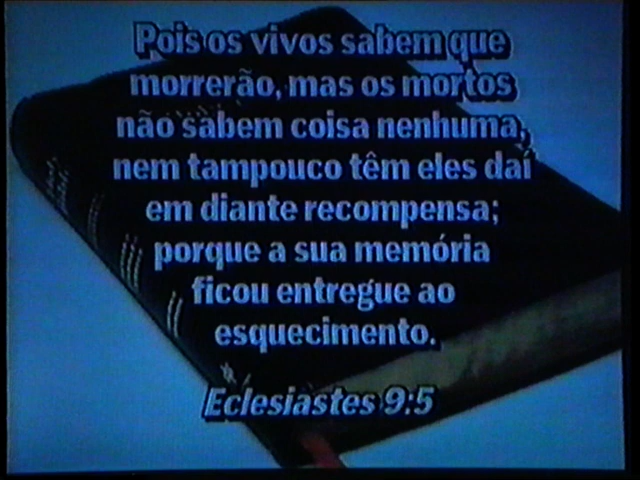 Pois os vivos sabem que
morrerão, mas os mortos
não sabem coisa nenhuma,
nem tampouco têm eles daí
em diante recompensa;
porque a sua memória
ficou entregue ao
esquecimento.
Eclesiastes 9:5